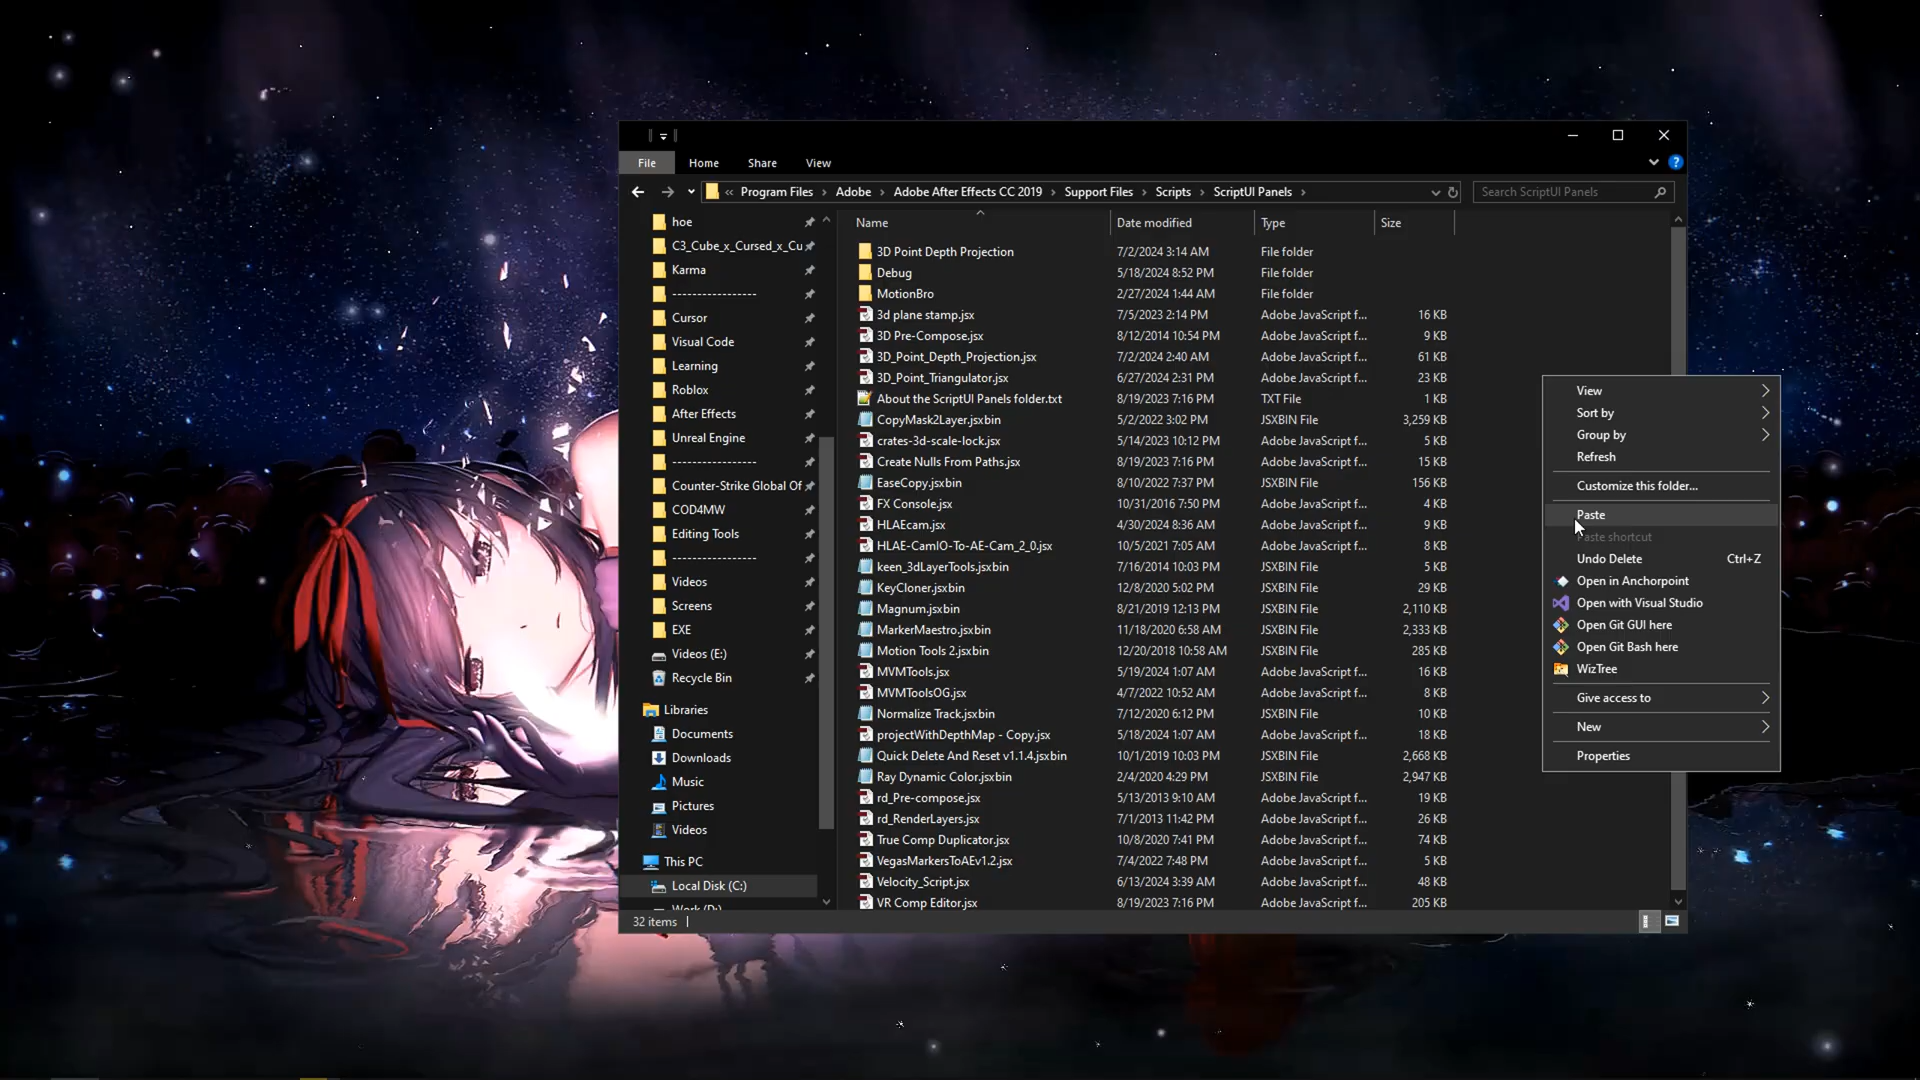 File
Home
Share
View
« Program Files > Adobe > Adobe After Effects CC 2019 > Support Files > Scripts > ScriptUI Panels >
Search ScriptUI Panels
hoe
C3_Cube_x_Cursed_x_Cu
Karma
-----------------
Cursor
Visual Code
Learning
Roblox
After Effects
Unreal Engine
-----------------
Counter-Strike Global Of
COD4MW
Editing Tools
-----------------
Videos
Screens
EXE
Videos (E:)
Recycle Bin
Libraries
Documents
Downloads
Music
Pictures
Videos
This PC
Local Disk (C:)
Work (D:)
Name Date modified Type Size
3D Point Depth Projection 7/2/2024 3:14 AM File folder
Debug 5/18/2024 8:52 PM File folder
MotionBro 2/27/2024 1:44 AM File folder
3d plane stamp.jsx 7/5/2023 2:14 PM Adobe JavaScript f... 16 KB
3D Pre-Compose.jsx 8/12/2014 10:54 PM Adobe JavaScript f... 9 KB
3D_Point_Depth_Projection.jsx 7/2/2024 2:40 AM Adobe JavaScript f... 61 KB
3D_Point_Triangulator.jsx 6/27/2024 2:31 PM Adobe JavaScript f... 23 KB
About the ScriptUI Panels folder.txt 8/19/2023 7:16 PM TXT File 1 KB
CopyMask2Layer.jsxbin 5/2/2022 3:02 PM JSXBIN File 3,259 KB
crates-3d-scale-lock.jsx 5/14/2023 10:12 PM Adobe JavaScript f... 5 KB
Create Nulls From Paths.jsx 8/19/2023 7:16 PM Adobe JavaScript f... 15 KB
EaseCopy.jsxbin 8/10/2022 7:37 PM JSXBIN File 156 KB
FX Console.jsx 10/31/2016 7:50 PM Adobe JavaScript f... 4 KB
HLAEcam.jsx 4/30/2024 8:36 AM Adobe JavaScript f... 9 KB
HLAE-CamIO-To-AE-Cam_2_0.jsx 10/5/2021 7:05 AM Adobe JavaScript f... 8 KB
keen_3dLayerTools.jsxbin 7/16/2014 10:03 PM JSXBIN File 5 KB
KeyCloner.jsxbin 12/8/2020 5:02 PM JSXBIN File 29 KB
Magnum.jsxbin 8/21/2019 12:13 PM JSXBIN File 2,110 KB
MarkerMaestro.jsxbin 11/18/2020 6:58 AM JSXBIN File 2,333 KB
Motion Tools 2.jsxbin 12/20/2018 10:58 AM JSXBIN File 285 KB
MVMTools.jsx 5/19/2024 1:07 AM Adobe JavaScript f... 16 KB
MVMToolsOG.jsx 4/7/2022 10:52 AM Adobe JavaScript f... 8 KB
Normalize Track.jsxbin 7/12/2020 6:12 PM JSXBIN File 10 KB
projectWithDepthMap - Copy.jsx 5/18/2024 1:07 AM Adobe JavaScript f... 18 KB
Quick Delete And Reset v1.1.4.jsxbin 10/1/2019 10:03 PM JSXBIN File 2,668 KB
Ray Dynamic Color.jsxbin 2/4/2020 4:29 PM JSXBIN File 2,947 KB
rd_Pre-compose.jsx 5/13/2013 9:10 AM Adobe JavaScript f... 19 KB
rd_RenderLayers.jsx 7/1/2013 11:42 PM Adobe JavaScript f... 26 KB
True Comp Duplicator.jsx 10/8/2020 7:41 PM Adobe JavaScript f... 74 KB
VegasMarkersToAEv1.2.jsx 7/4/2022 7:48 PM Adobe JavaScript f... 5 KB
Velocity_Script.jsx 6/13/2024 3:39 AM Adobe JavaScript f... 48 KB
VR Comp Editor.jsx 8/19/2023 7:16 PM Adobe JavaScript f... 205 KB
32 items
View
Sort by
Group by
Refresh
Customize this folder...
Paste
Paste shortcut
Undo Delete Ctrl+Z
Open in Anchorpoint
Open with Visual Studio
Open Git GUI here
Open Git Bash here
WizTree
Give access to
New
Properties